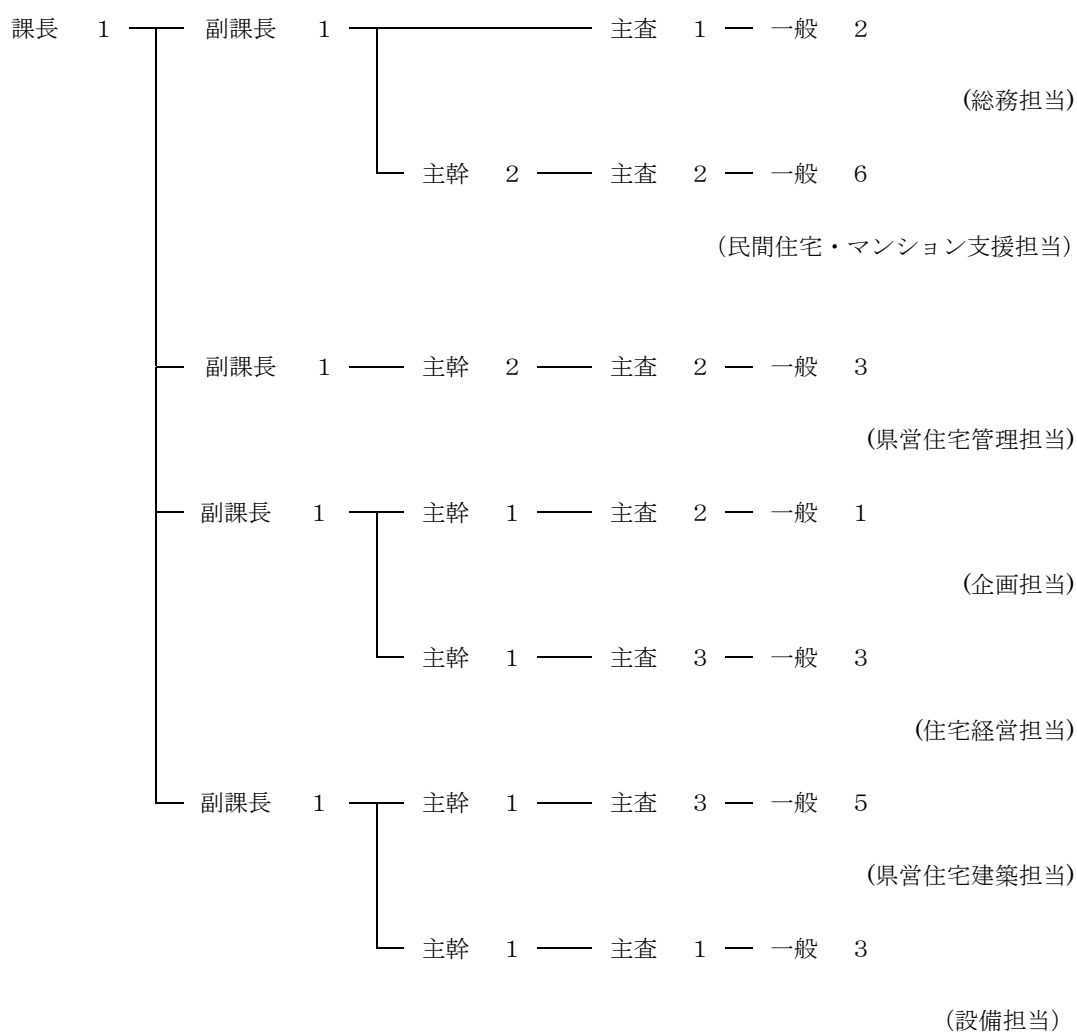 課長 1 副課長 1 主査 1 一般 2
(総務担当)
主幹 2 主査 2 一般 6
(民間住宅・マンション支援担当)
副課長 1 主幹 2 主査 2 一般 3
(県営住宅管理担当)
副課長 1 主幹 1 主査 2 一般 1
(企画担当)
主幹 1 主査 3 一般 3
(住宅経営担当)
副課長 1 主幹 1 主査 3 一般 5
(県営住宅建築担当)
主幹 1 主査 1 一般 3
(設備担当)